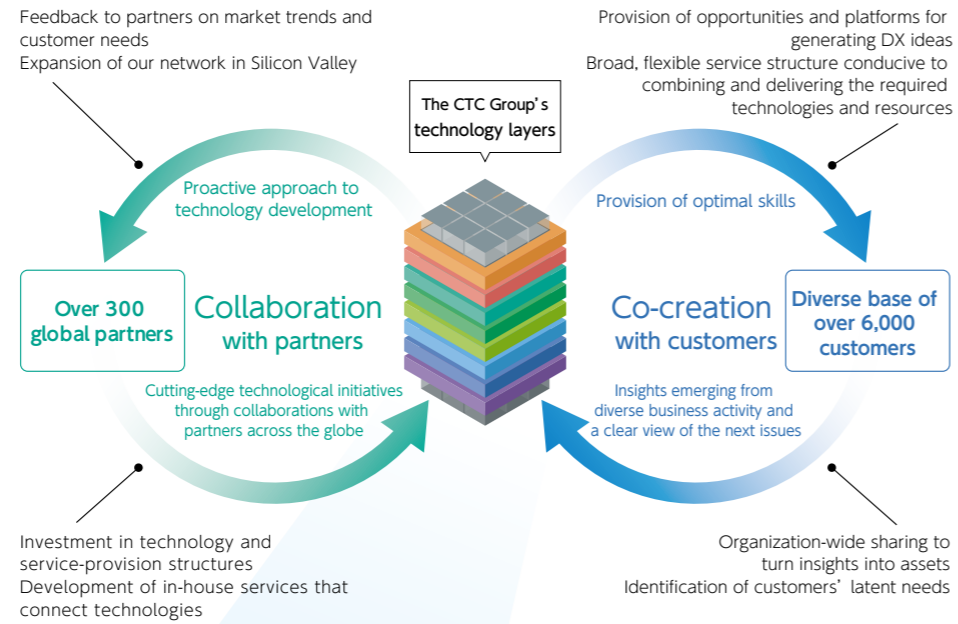 Feedback to partners on market trends and
customer needs
Expansion of our network in Silicon Valley
Provision of opportunities and platforms for
generating DX ideas
Broad, flexible service structure conducive to
combining and delivering the required
technologies and resources
The CTC Group's
technology layers
Proactive approach to
technology development
Provision of optimal skills
Over 300
global partners
Collaboration
with partners
Co-creation
with customers
Diverse base of
over 6,000
customers
Cutting-edge technological initiatives
through collaborations with
partners across the globe
Insights emerging from
diverse business activity and
a clear view of the next issues
Investment in technology and
service-provision structures
Development of in-house services that
connect technologies
Organization-wide sharing to
turn insights into assets
Identification of customers' latent needs